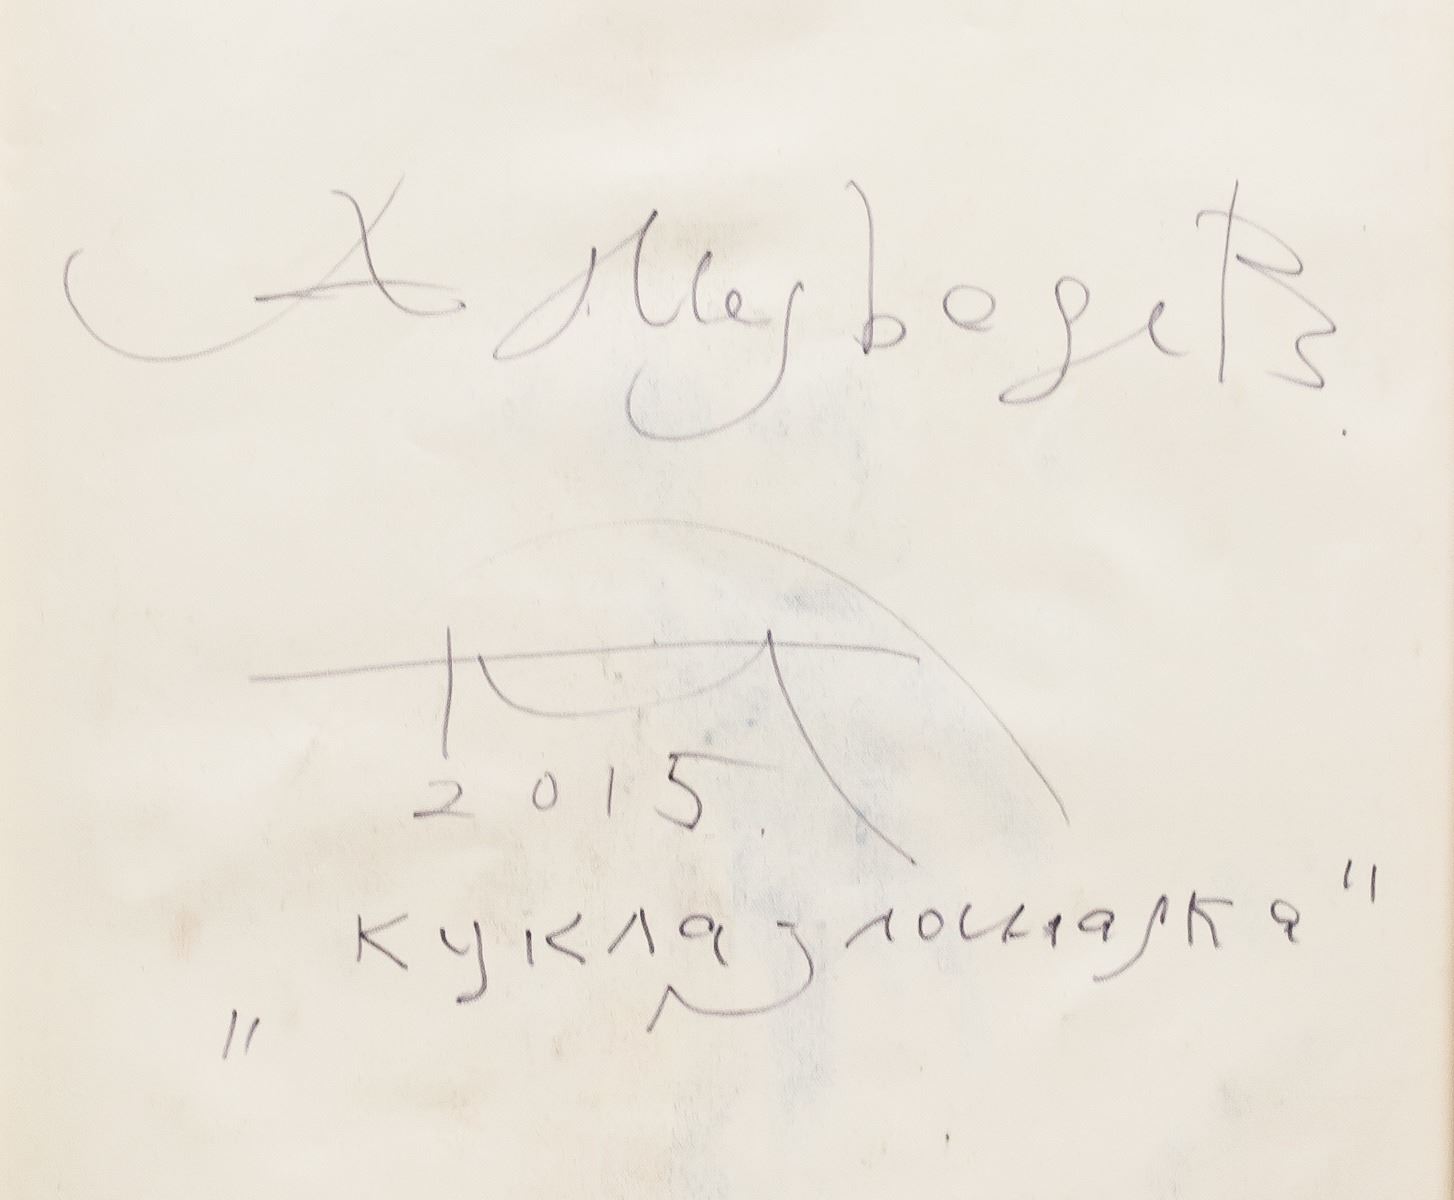 А Медведев
2015.
"кукла лошадка"